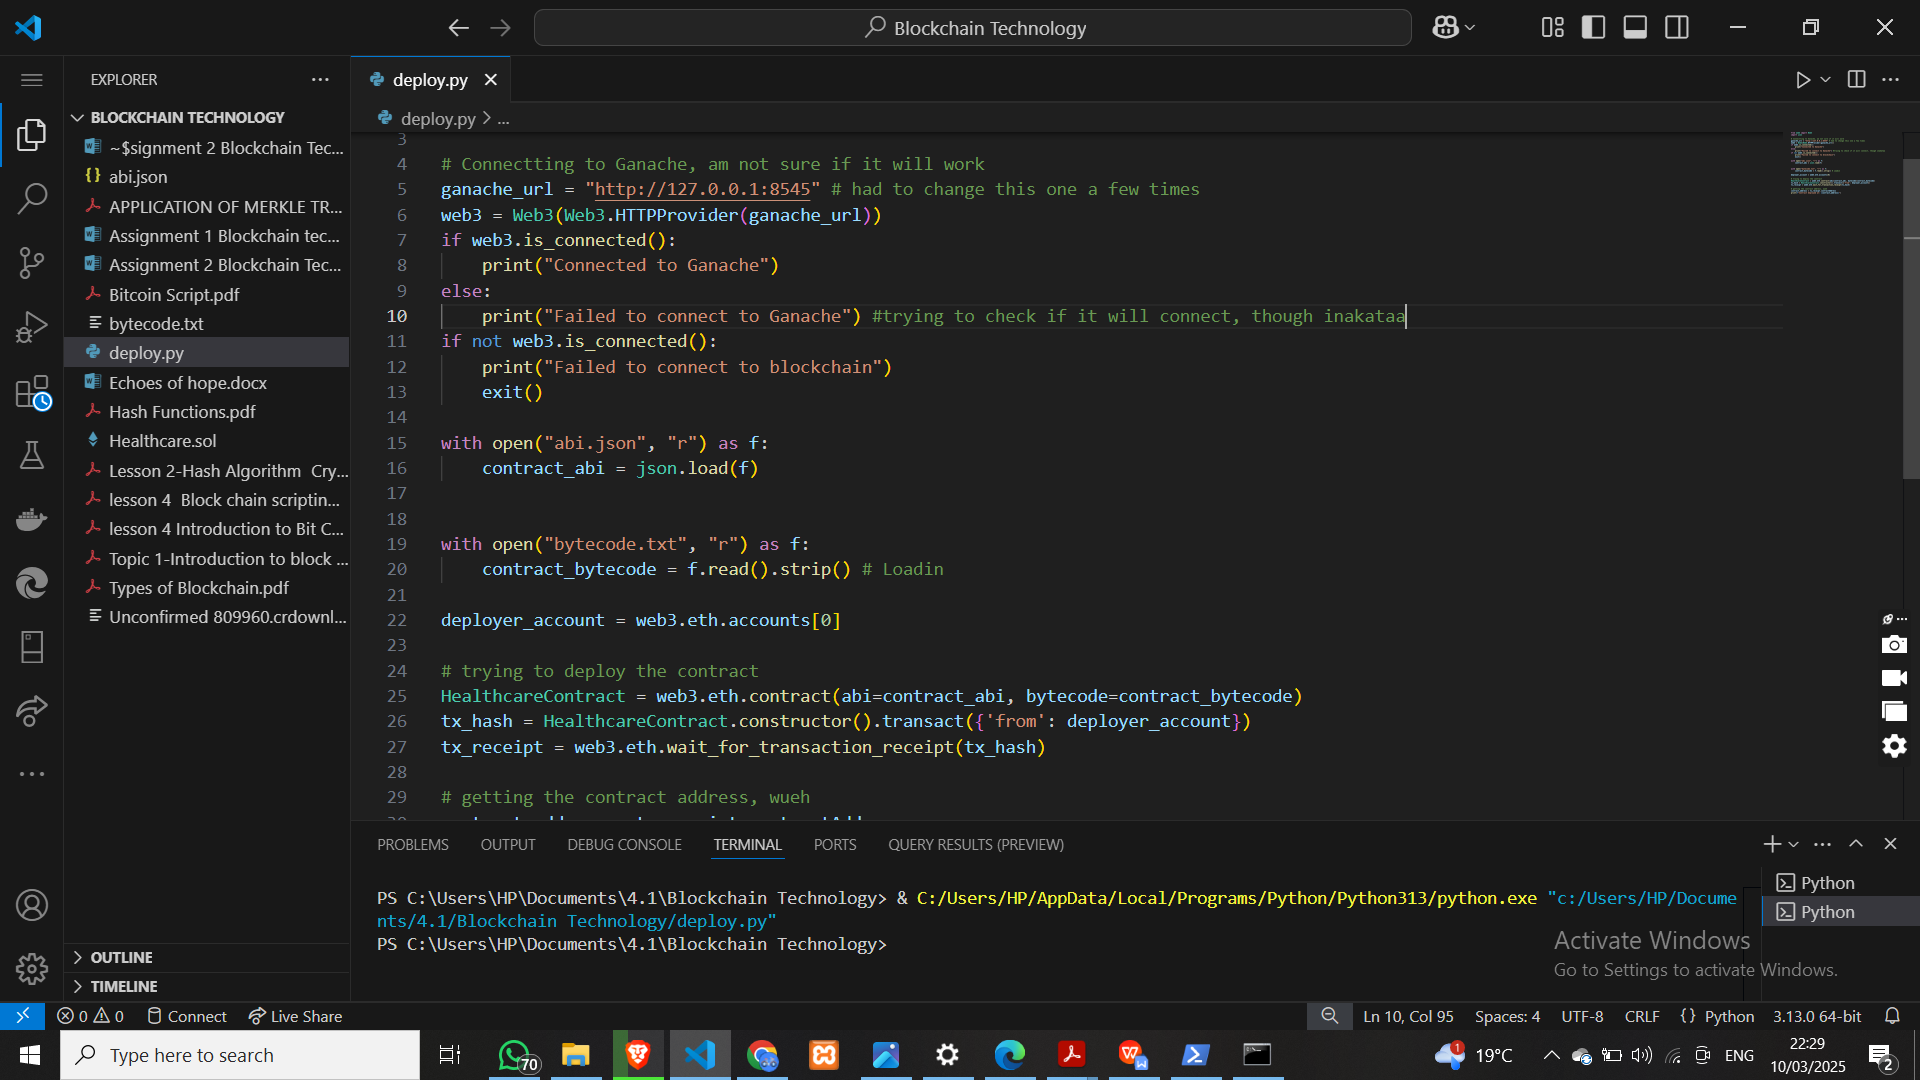 Blockchain Technology
EXPLORER
deploy.py
BLOCKCHAIN TECHNOLOGY
~$signment 2 Blockchain Tec...
abi.json
APPLICATION OF MERKLE TR...
Assignment 1 Blockchain tec...
Assignment 2 Blockchain Tec...
Bitcoin Script.pdf
bytecode.txt
deploy.py
Echoes of hope.docx
Hash Functions.pdf
Healthcare.sol
Lesson 2-Hash Algorithm Cry...
lesson 4 Block chain scriptin...
lesson 4 Introduction to Bit C...
Topic 1-Introduction to block ...
Types of Blockchain.pdf
Unconfirmed 809960.crdownl...
OUTLINE
TIMELINE
deploy.py > ...
3
4 # Connectting to Ganache, am not sure if it will work
5 ganache_url = "http://127.0.0.1:8545" # had to change this one a few times
6 web3 = Web3(Web3.HTTPProvider(ganache_url))
7 if web3.is_connected():
8 print("Connected to Ganache")
9 else:
10 print("Failed to connect to Ganache") #trying to check if it will connect, though inakataa
11 if not web3.is_connected():
12 print("Failed to connect to blockchain")
13 exit()
14
15 with open("abi.json", "r") as f:
16 contract_abi = json.load(f)
17
18
19 with open("bytecode.txt", "r") as f:
20 contract_bytecode = f.read().strip() # Loadin
21
22 deployer_account = web3.eth.accounts[0]
23
24 # trying to deploy the contract
25 HealthcareContract = web3.eth.contract(abi=contract_abi, bytecode=contract_bytecode)
26 tx_hash = HealthcareContract.constructor().transact({'from': deployer_account})
27 tx_receipt = web3.eth.wait_for_transaction_receipt(tx_hash)
28
29 # getting the contract address, wueh
PROBLEMS OUTPUT DEBUG CONSOLE TERMINAL PORTS QUERY RESULTS (PREVIEW)
PS C:\Users\HP\Documents\4.1\Blockchain Technology> & C:/Users/HP/AppData/Local/Programs/Python/Python313/python.exe "c:/Users/HP/Docume
nts/4.1/Blockchain Technology/deploy.py"
PS C:\Users\HP\Documents\4.1\Blockchain Technology>
Python
Python
Activate Windows
Go to Settings to activate Windows.
0 0 Connect Live Share Ln 10, Col 95 Spaces: 4 UTF-8 CRLF {} Python 3.13.0 64-bit
Type here to search
70
1
19°C
ENG
22:29
10/03/2025
2